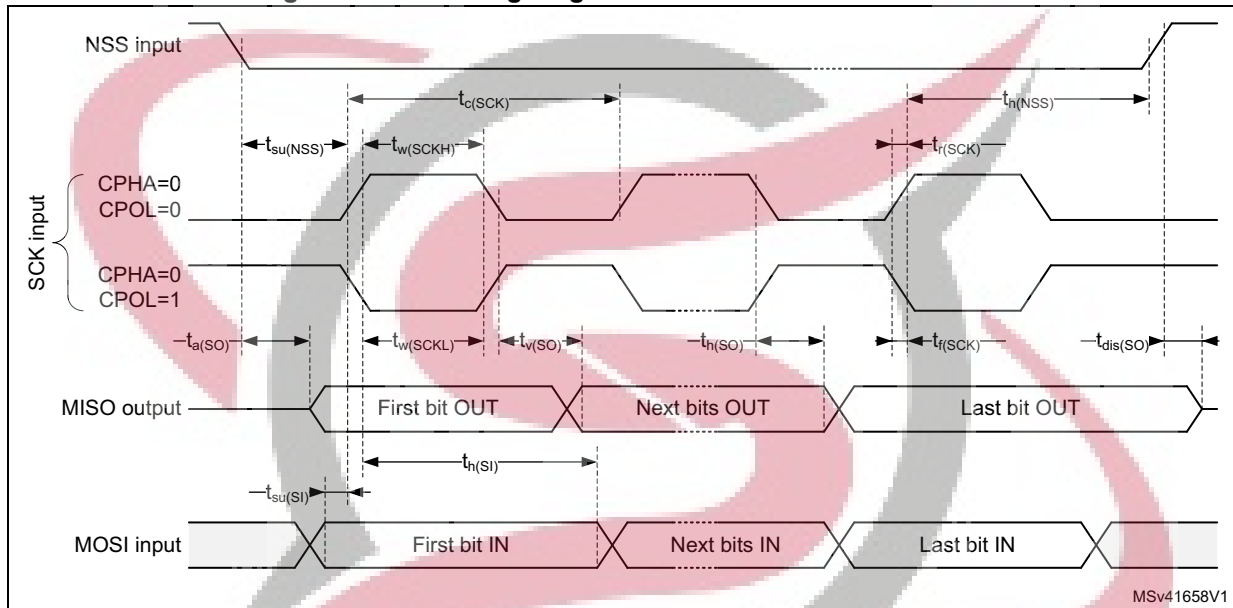 NSS input
tc(SCK)
th(NSS)
tsu(NSS)
tw(SCKH)
tr(SCK)
SCK input
CPHA=0
CPOL=0
CPHA=0
CPOL=1
ta(SO)
tw(SCKL)
tv(SO)
th(SO)
tf(SCK)
tdis(SO)
MISO output
First bit OUT
Next bits OUT
Last bit OUT
th(SI)
tsu(SI)
MOSI input
First bit IN
Next bits IN
Last bit IN
MSv41658V1